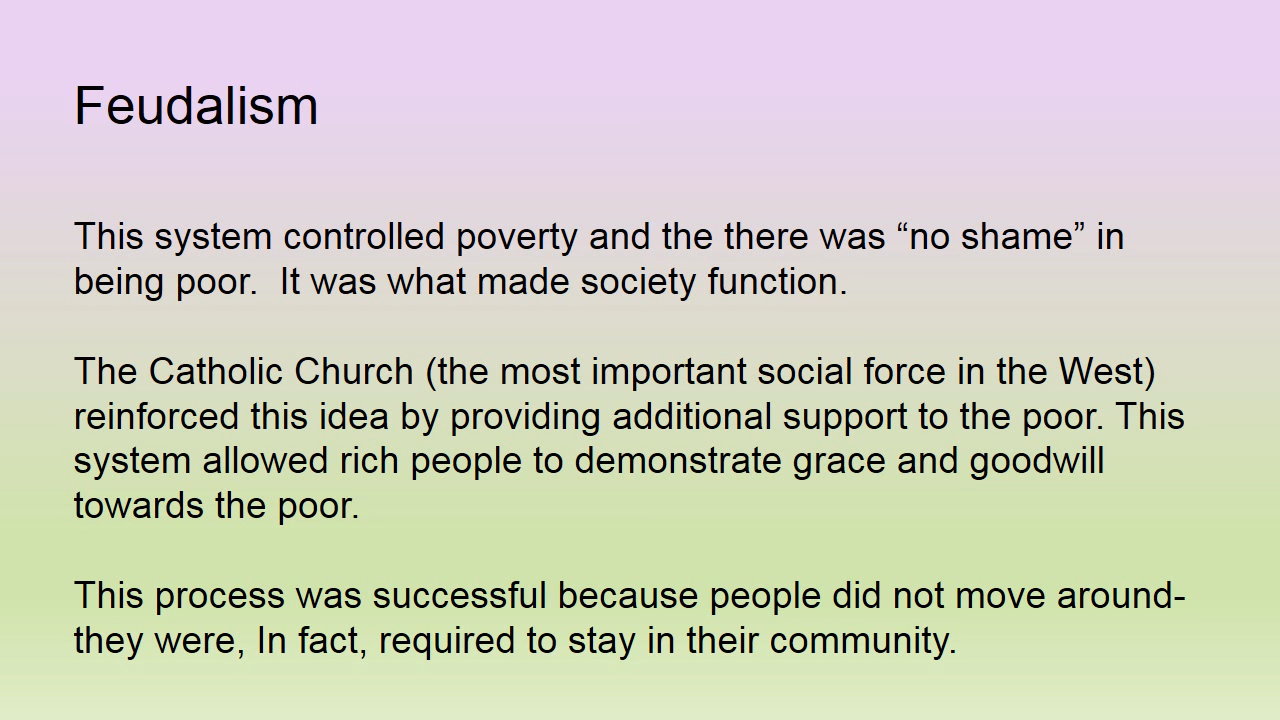 Feudalism
This system controlled poverty and the there was “no shame” in
being poor.  It was what made society function.
The Catholic Church (the most important social force in the West)
reinforced this idea by providing additional support to the poor. This
system allowed rich people to demonstrate grace and goodwill
towards the poor.
This process was successful because people did not move around-
they were, In fact, required to stay in their community.